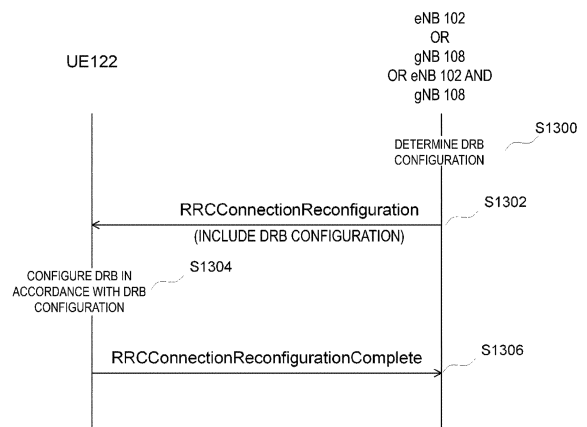 eNB 102
OR
gNB 108
OR eNB 102 AND
gNB 108
UE122
DETERMINE DRB
CONFIGURATION
S1300
RRCConnectionReconfiguration
S1302
(INCLUDE DRB CONFIGURATION)
CONFIGURE DRB IN
ACCORDANCE WITH DRB
CONFIGURATION
S1304
RRCConnectionReconfigurationComplete
S1306